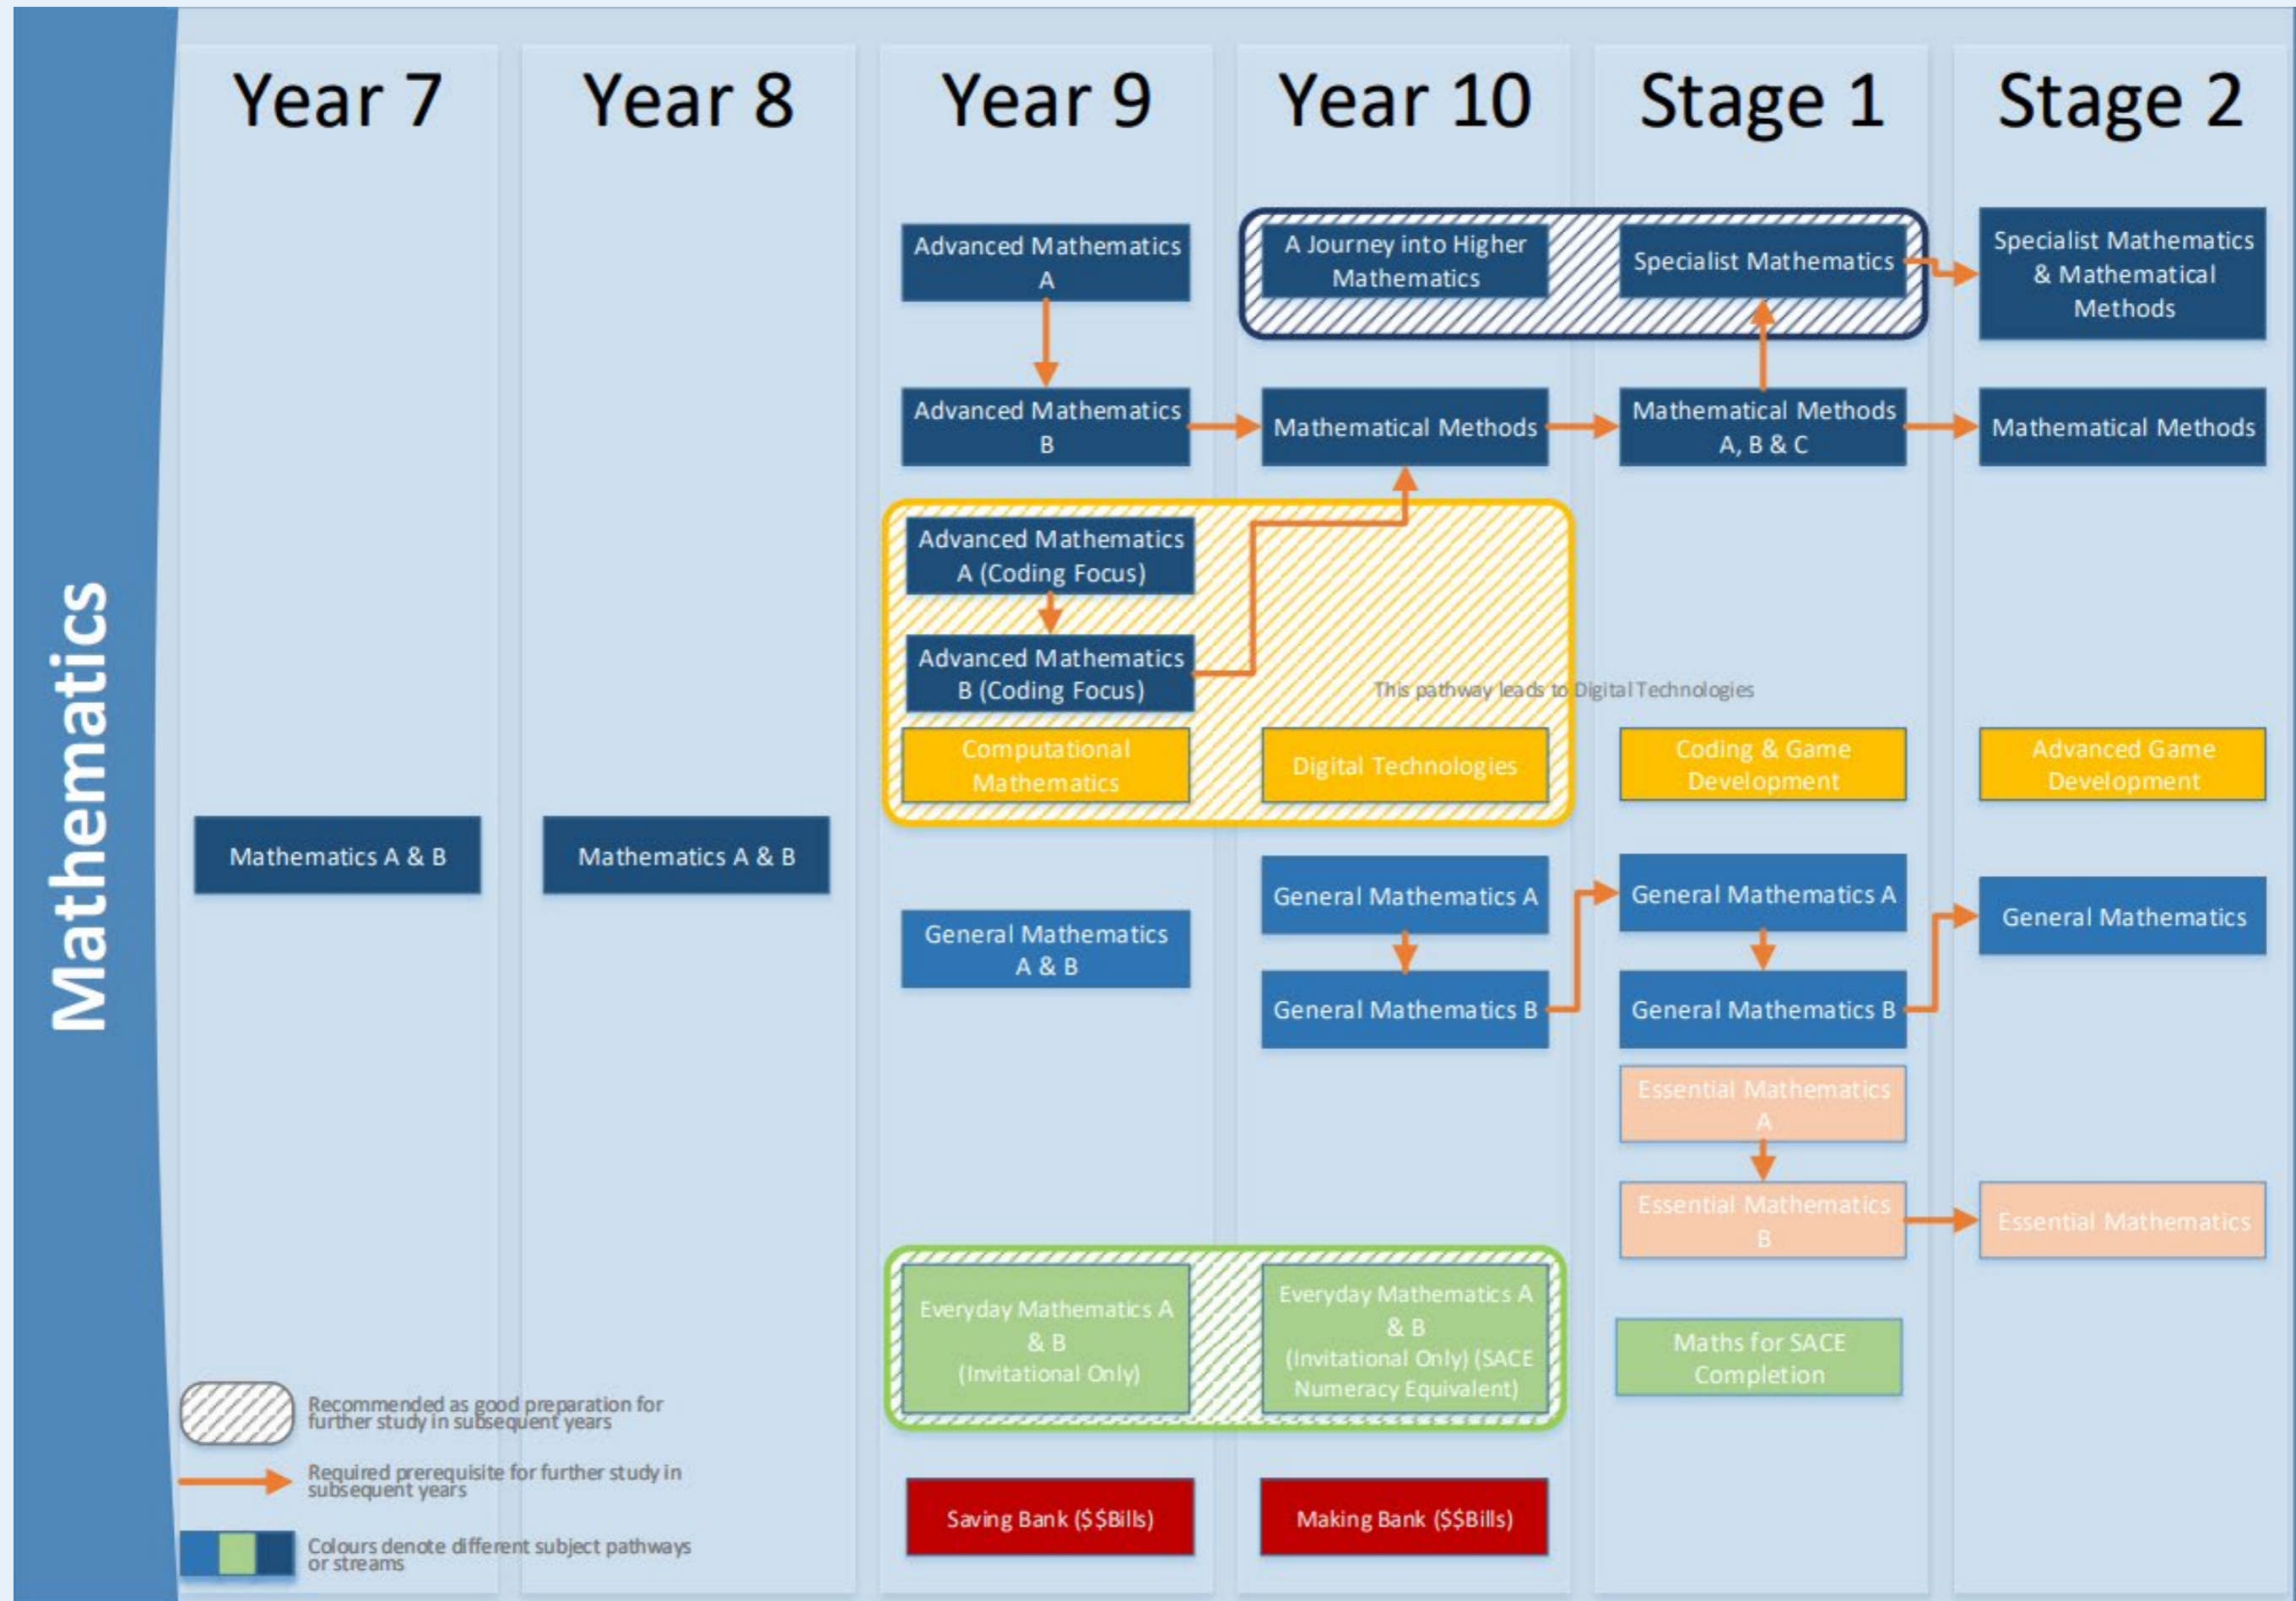 Mathematics
Year 7
Year 8
Year 9
Year 10
Stage 1
Stage 2
Advanced Mathematics
A
A Journey into Higher
Mathematics
Specialist Mathematics
Specialist Mathematics
& Mathematical
Methods
Advanced Mathematics
B
Mathematical Methods
Mathematical Methods
A, B & C
Mathematical Methods
Advanced Mathematics
A (Coding Focus)
Advanced Mathematics
B (Coding Focus)
This pathway leads to Digital Technologies
Computational
Mathematics
Digital Technologies
Coding & Game
Development
Advanced Game
Development
Mathematics A & B
Mathematics A & B
General Mathematics
A & B
General Mathematics A
General Mathematics B
General Mathematics A
General Mathematics B
General Mathematics
Essential Mathematics
A
Essential Mathematics
B
Essential Mathematics
Everyday Mathematics A
& B
(Invitational Only)
Everyday Mathematics A
& B
(Invitational Only) (SACE
Numeracy Equivalent)
Maths for SACE
Completion
Saving Bank ($$Bills)
Making Bank ($$Bills)
Recommended as good preparation for
further study in subsequent years
Required prerequisite for further study in
subsequent years
Colours denote different subject pathways
or streams